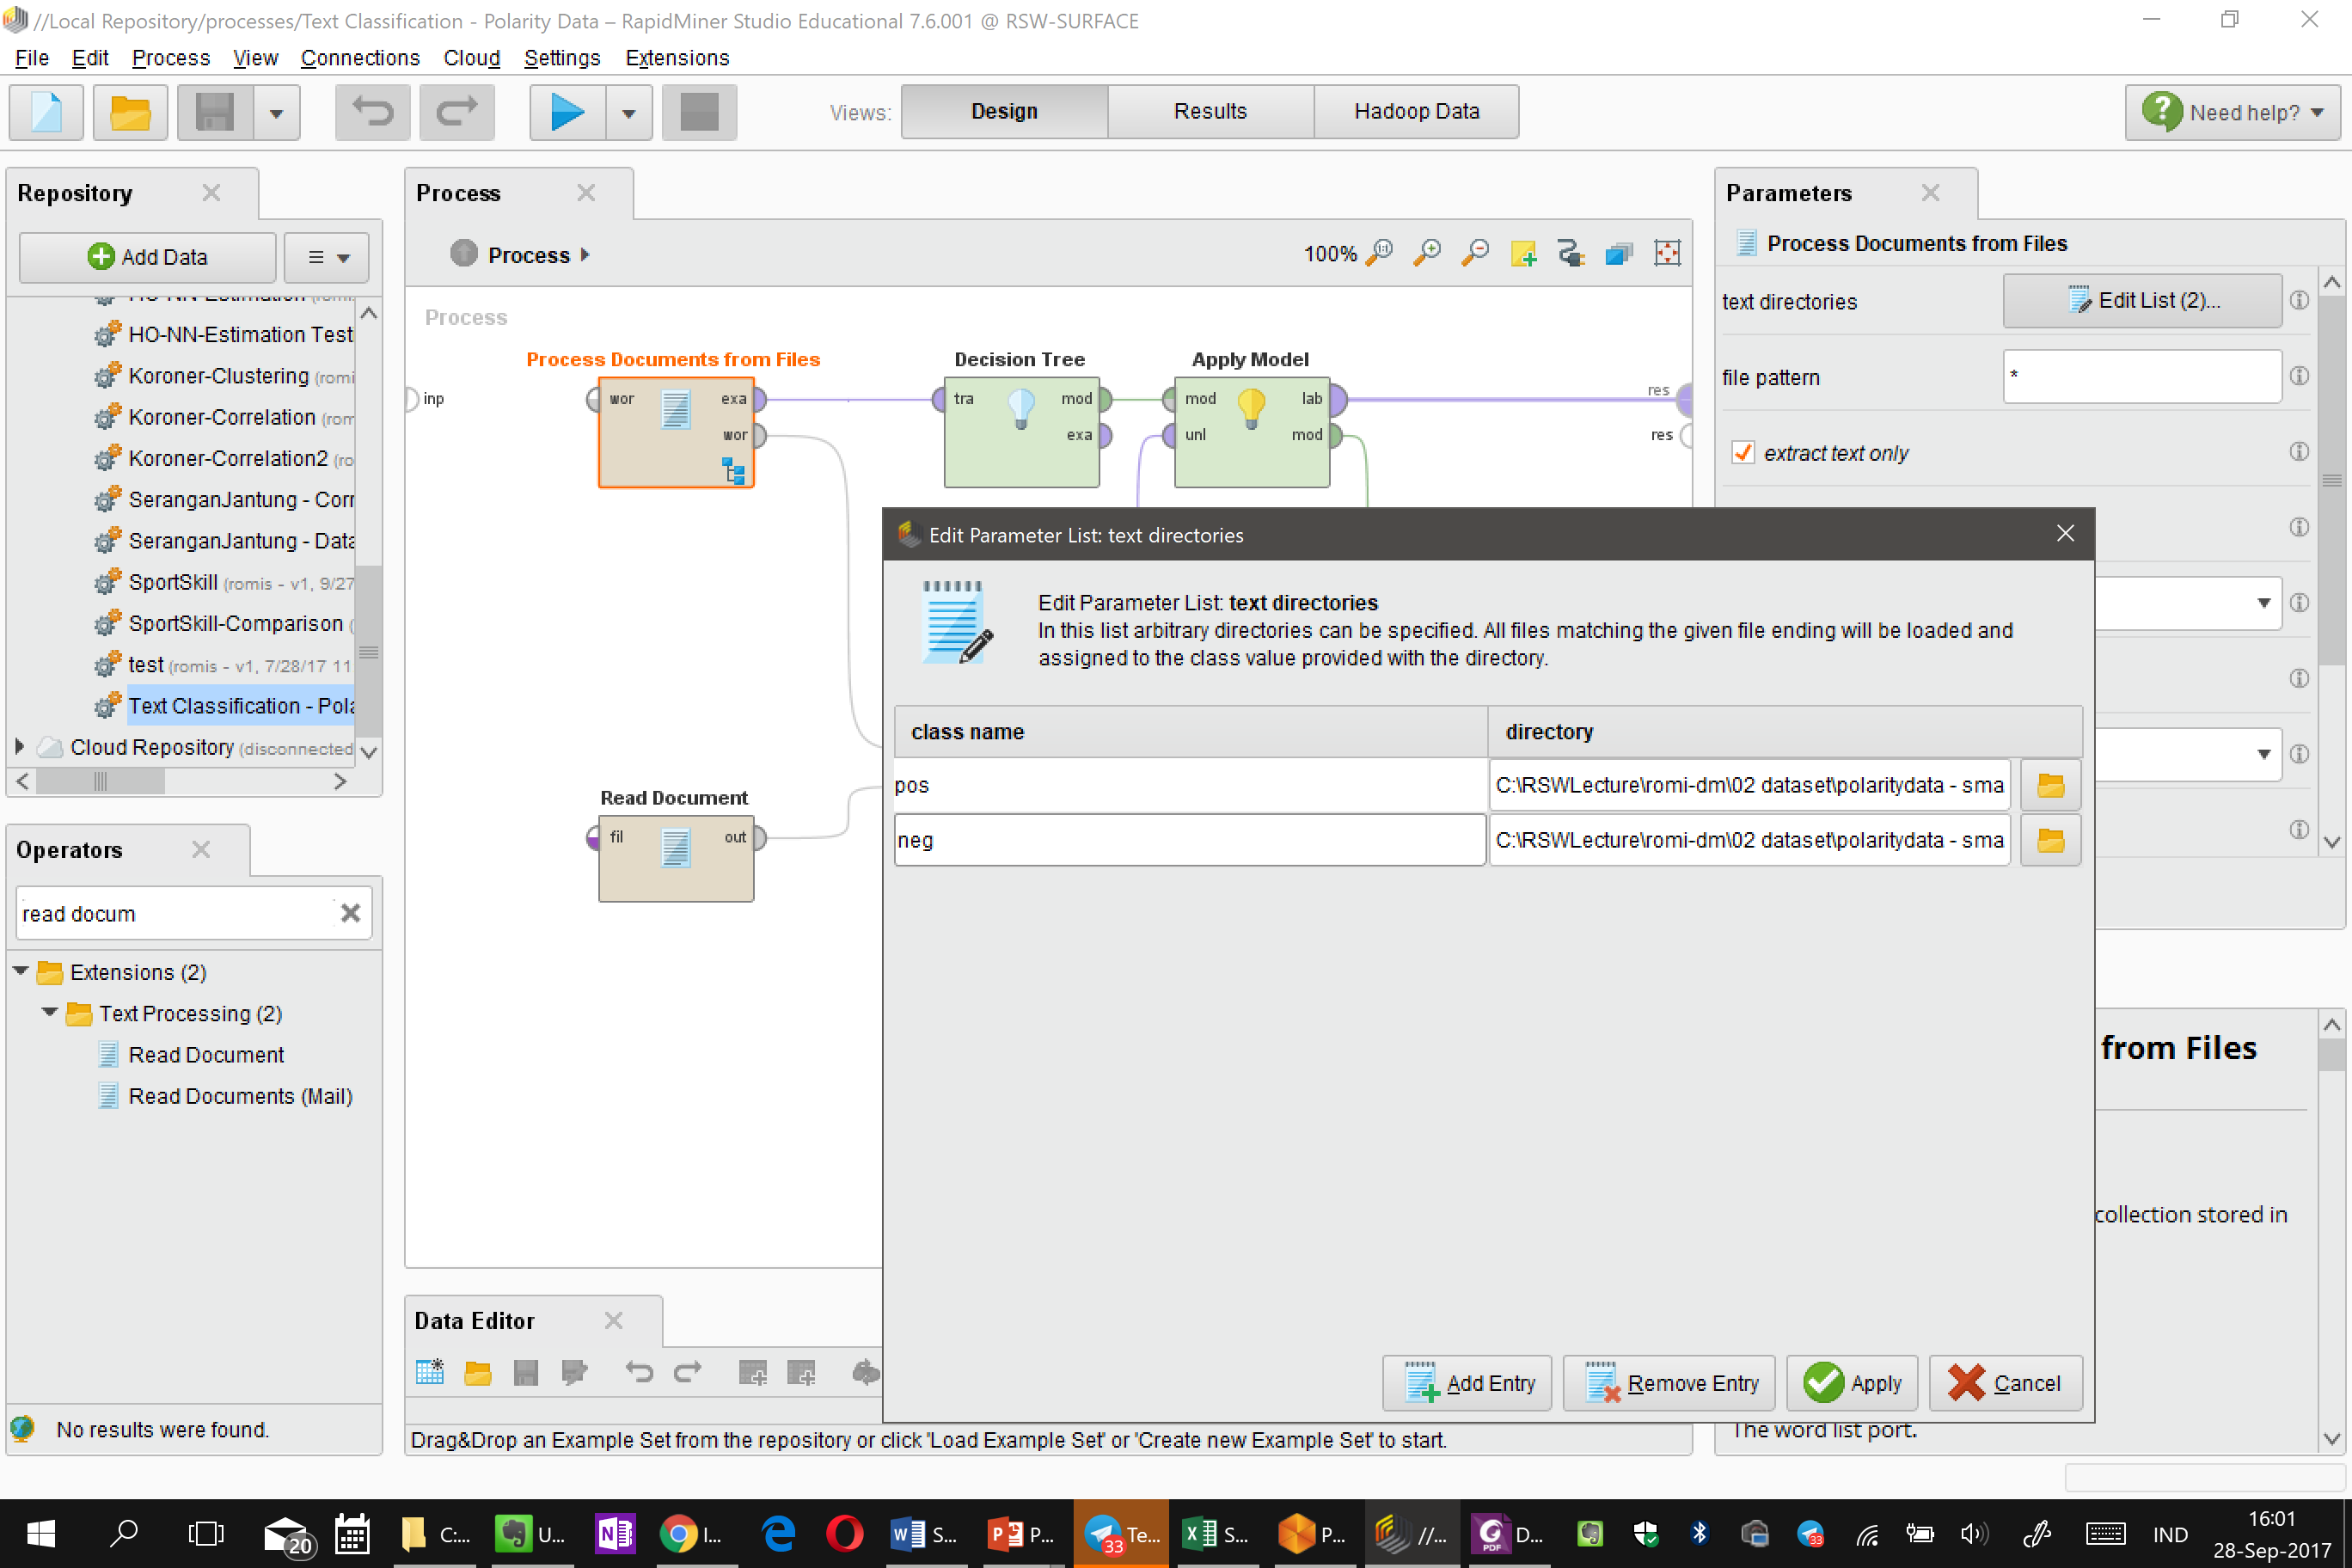 //Local Repository/processes/Text Classification - Polarity Data – RapidMiner Studio Educational 7.6.001 @ RSW-SURFACE
File Edit Process View Connections Cloud Settings Extensions
Views: Design Results Hadoop Data
Need help?
Repository
Add Data
HO-NN-Estimation Test
Koroner-Clustering (romi
Koroner-Correlation (rom
Koroner-Correlation2 (ro
SeranganJantung - Corr
SeranganJantung - Data
SportSkill (romis - v1, 9/27
SportSkill-Comparison (
test (romis - v1, 7/28/17 11
Text Classification - Pola
Cloud Repository (disconnected
Operators
read docum
Extensions (2)
Text Processing (2)
Read Document
Read Documents (Mail)
No results were found.
Process
Process
100%
Process
inp
Process Documents from Files
wor exa
wor
Decision Tree
tra mod
exa
Apply Model
mod lab
unl mod
res
res
Read Document
fil out
Data Editor
Drag&Drop an Example Set from the repository or click 'Load Example Set' or 'Create new Example Set' to start.
Parameters
Process Documents from Files
text directories Edit List (2)...
file pattern *
extract text only
Edit Parameter List: text directories
Edit Parameter List: text directories
In this list arbitrary directories can be specified. All files matching the given file ending will be loaded and
assigned to the class value provided with the directory.
class name directory
pos C:\RSWLecture\romi-dm\02 dataset\polaritydata - sma
neg C:\RSWLecture\romi-dm\02 dataset\polaritydata - sma
Add Entry Remove Entry Apply Cancel
from Files
collection stored in
The word list port.
20
C:...
U...
I...
S...
P...
Te...
33
S...
P...
//...
D...
PDF
33
IND
16:01
28-Sep-2017